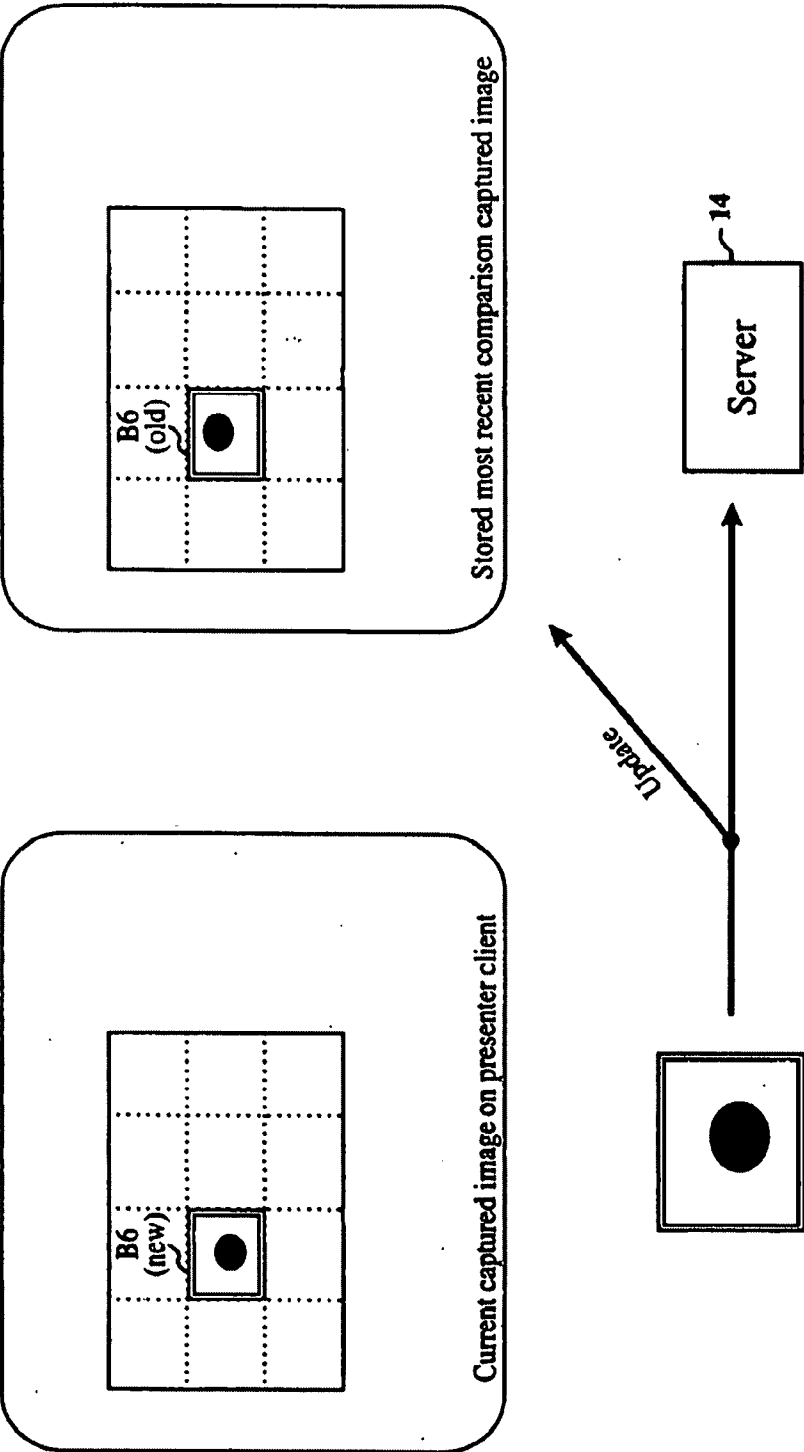 B6
(new)
Current captured image on presenter client
B6
(old)
Stored most recent comparison captured image
Update
Server
14